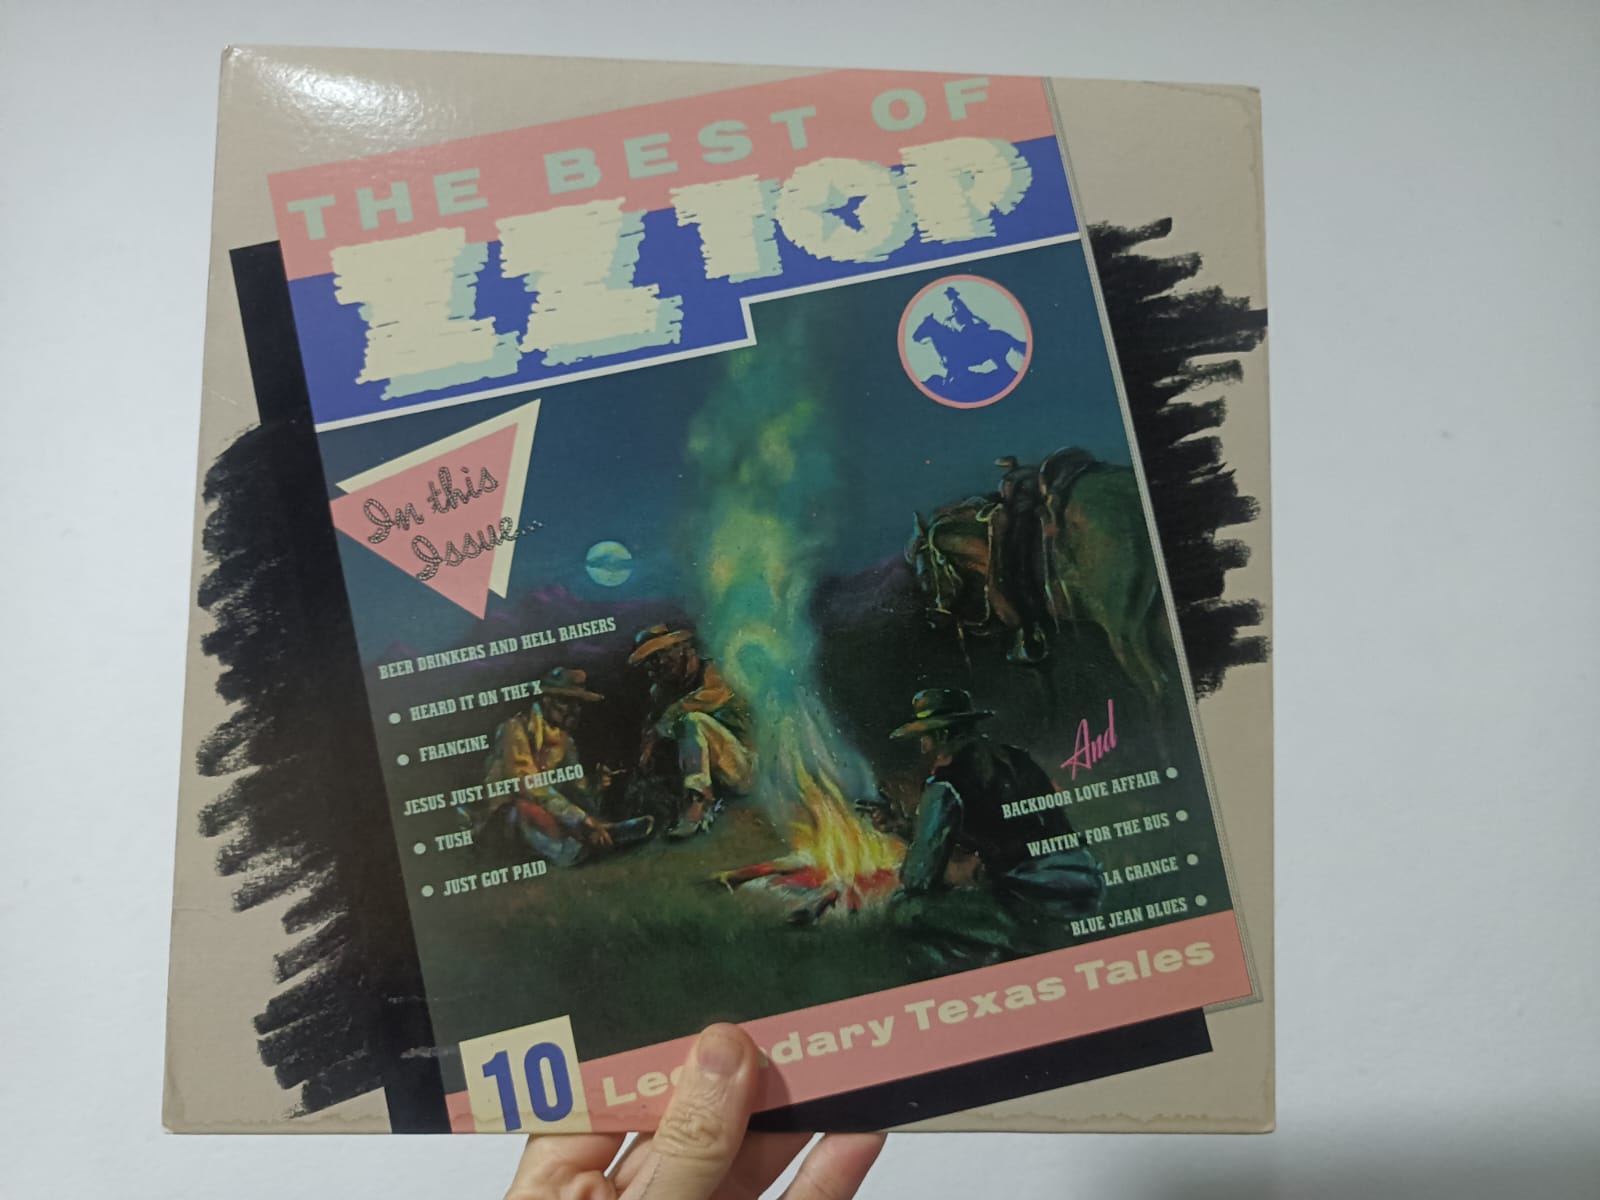 THE BEST OF
ZZ TOP
In this
Issue...
BEER DRINKERS AND HELL RAISERS
HEARD IT ON THE X
FRANCINE
JESUS JUST LEFT CHICAGO
TUSH
JUST GOT PAID
And
BACKDOOR LOVE AFFAIR
WAITIN' FOR THE BUS
LA GRANGE
BLUE JEAN BLUES
10 Texas Tales